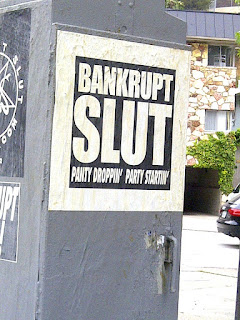 BANKRUPT
SLUT
PANTY DROPPIN' PARTY STARTIN'